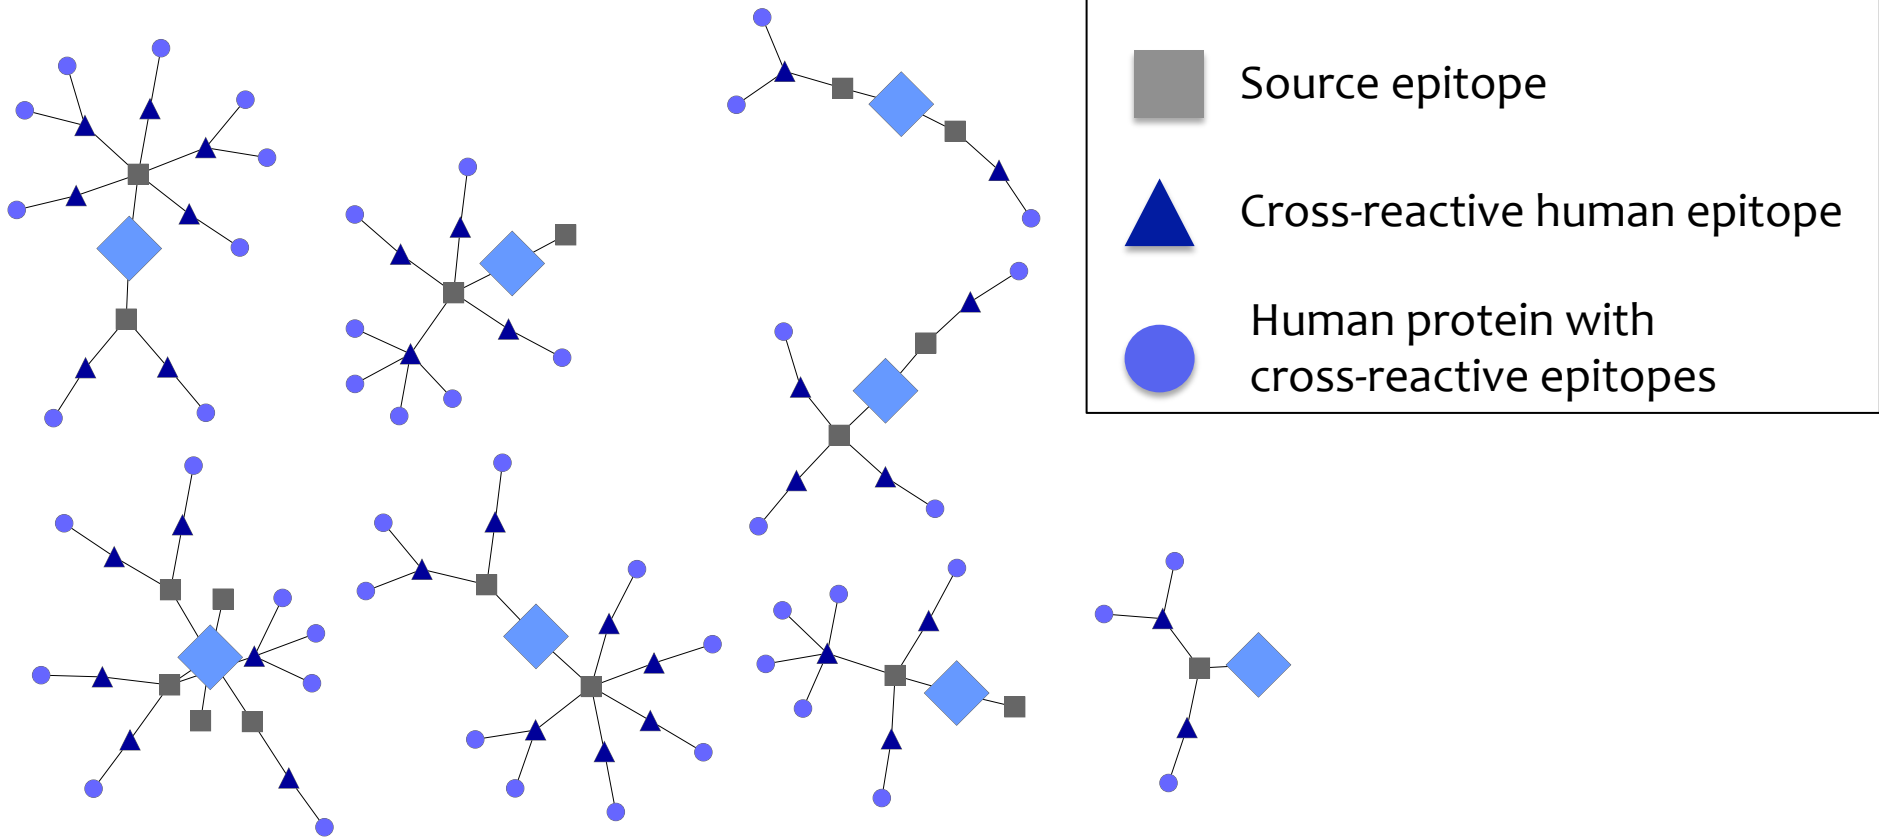 Source epitope
Cross-reactive human epitope
Human protein with
cross-reactive epitopes